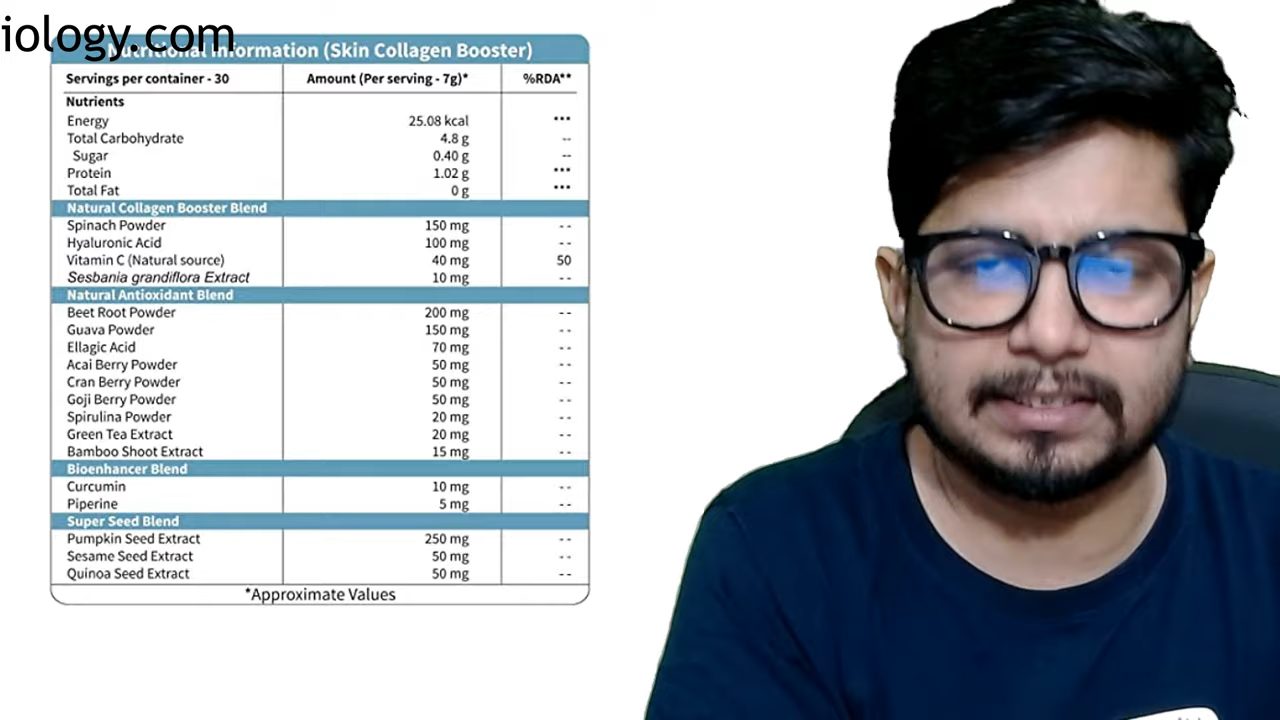 iology.com
Nutritional Information (Skin Collagen Booster)
Servings per container - 30 Amount (Per serving - 7g)* %RDA**
Nutrients
Energy 25.08 kcal ***
Total Carbohydrate 4.8 g --
Sugar 0.40 g --
Protein 1.02 g ***
Total Fat 0 g ***
Natural Collagen Booster Blend
Spinach Powder 150 mg --
Hyaluronic Acid 100 mg --
Vitamin C (Natural source) 40 mg 50
Sesbania grandiflora Extract 10 mg --
Natural Antioxidant Blend
Beet Root Powder 200 mg --
Guava Powder 150 mg --
Ellagic Acid 70 mg --
Acai Berry Powder 50 mg --
Cran Berry Powder 50 mg --
Goji Berry Powder 50 mg --
Spirulina Powder 20 mg --
Green Tea Extract 20 mg --
Bamboo Shoot Extract 15 mg --
Bioenhancer Blend
Curcumin 10 mg --
Piperine 5 mg --
Super Seed Blend
Pumpkin Seed Extract 250 mg --
Sesame Seed Extract 50 mg --
Quinoa Seed Extract 50 mg --
*Approximate Values